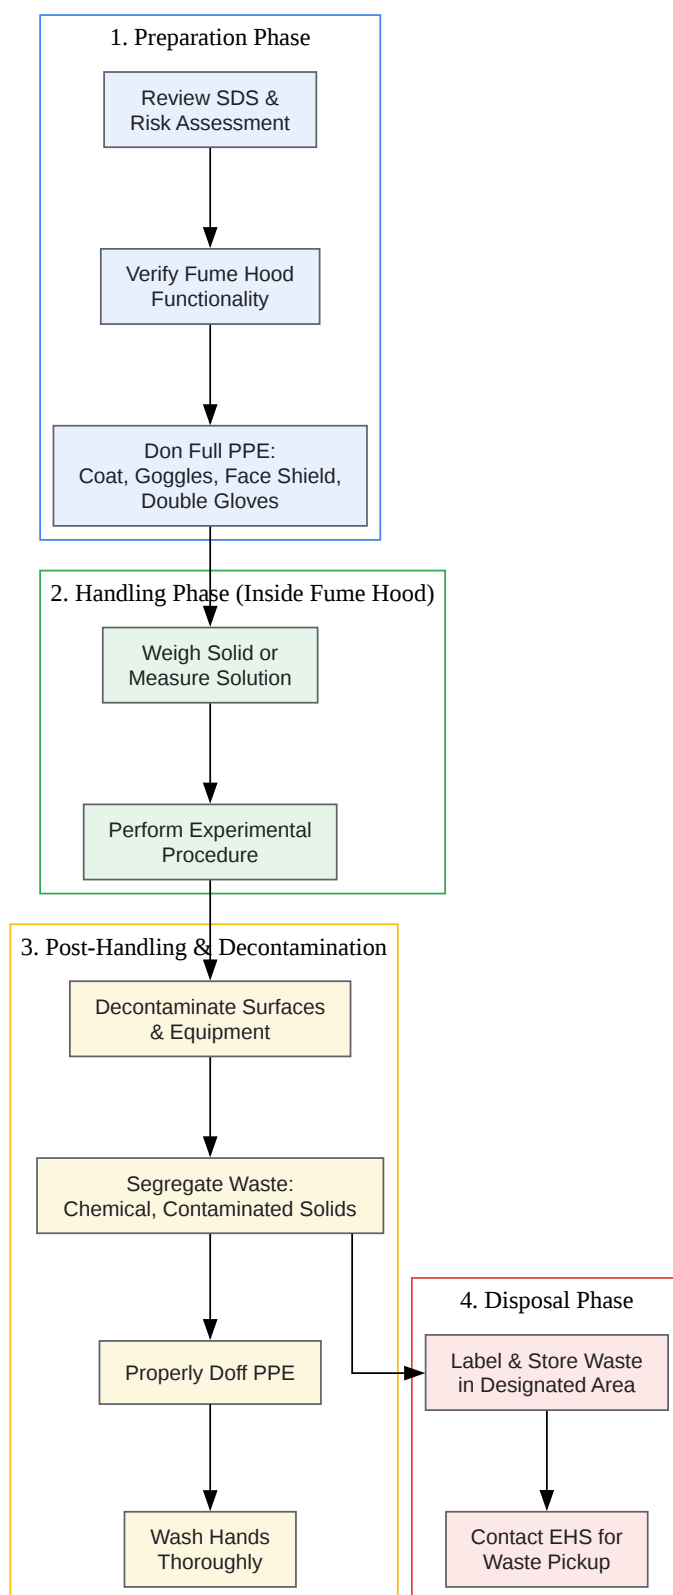 1. Preparation Phase
Review SDS &
Risk Assessment
Verify Fume Hood
Functionality
Don Full PPE:
Coat, Goggles, Face Shield,
Double Gloves
2. Handling Phase (Inside Fume Hood)
Weigh Solid or
Measure Solution
Perform Experimental
Procedure
3. Post-Handling & Decontamination
Decontaminate Surfaces
& Equipment
Segregate Waste:
Chemical, Contaminated Solids
Properly Doff PPE
Wash Hands
Thoroughly
4. Disposal Phase
Label & Store Waste
in Designated Area
Contact EHS for
Waste Pickup